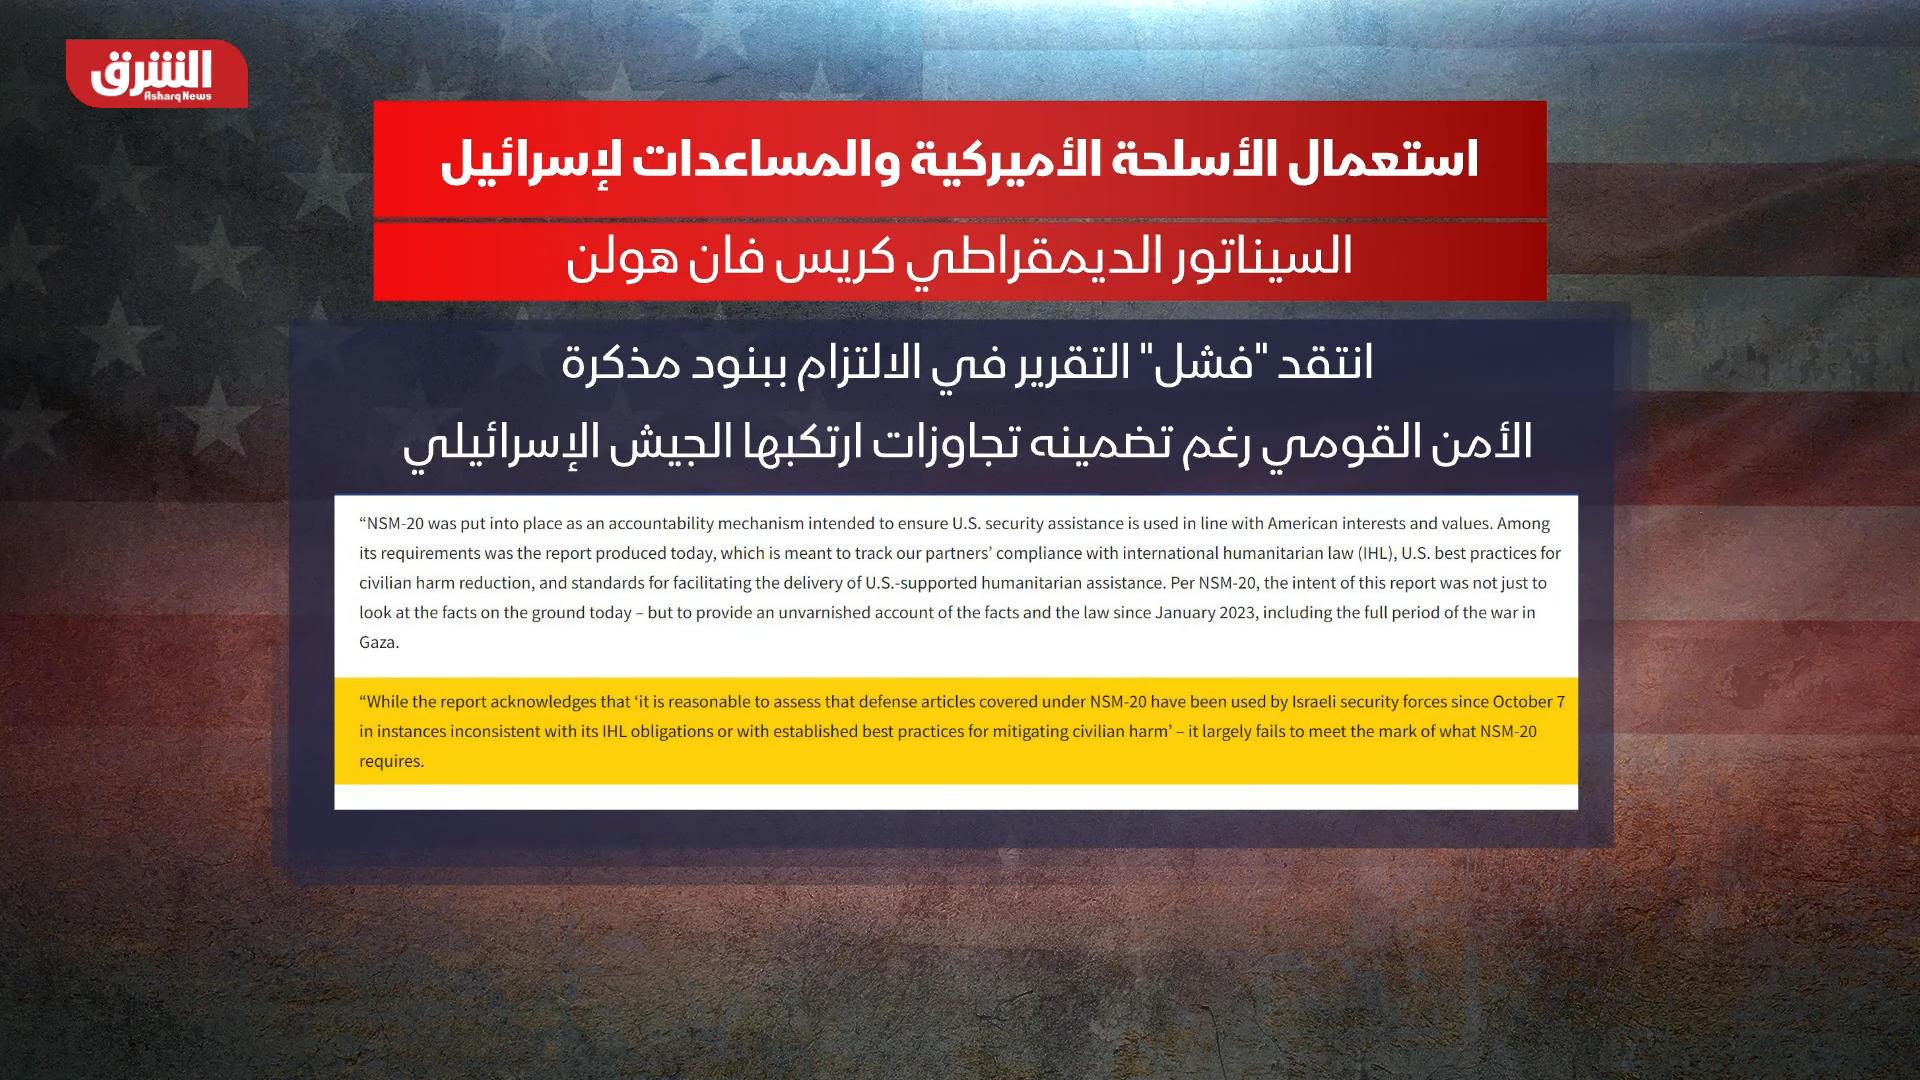 الشرق
Asharq News
استعمال الأسلحة الأميركية والمساعدات لإسرائيل
السيناتور الديمقراطي كريس فان هولن
انتقد "فشل" التقرير في الالتزام ببنود مذكرة
الأمن القومي رغم تضمينه تجاوزات ارتكبها الجيش الإسرائيلي
“NSM-20 was put into place as an accountability mechanism intended to ensure U.S. security assistance is used in line with American interests and values. Among
its requirements was the report produced today, which is meant to track our partners’ compliance with international humanitarian law (IHL), U.S. best practices for
civilian harm reduction, and standards for facilitating the delivery of U.S.-supported humanitarian assistance. Per NSM-20, the intent of this report was not just to
look at the facts on the ground today – but to provide an unvarnished account of the facts and the law since January 2023, including the full period of the war in
Gaza.
“While the report acknowledges that ‘it is reasonable to assess that defense articles covered under NSM-20 have been used by Israeli security forces since October 7
in instances inconsistent with its IHL obligations or with established best practices for mitigating civilian harm’ – it largely fails to meet the mark of what NSM-20
requires.